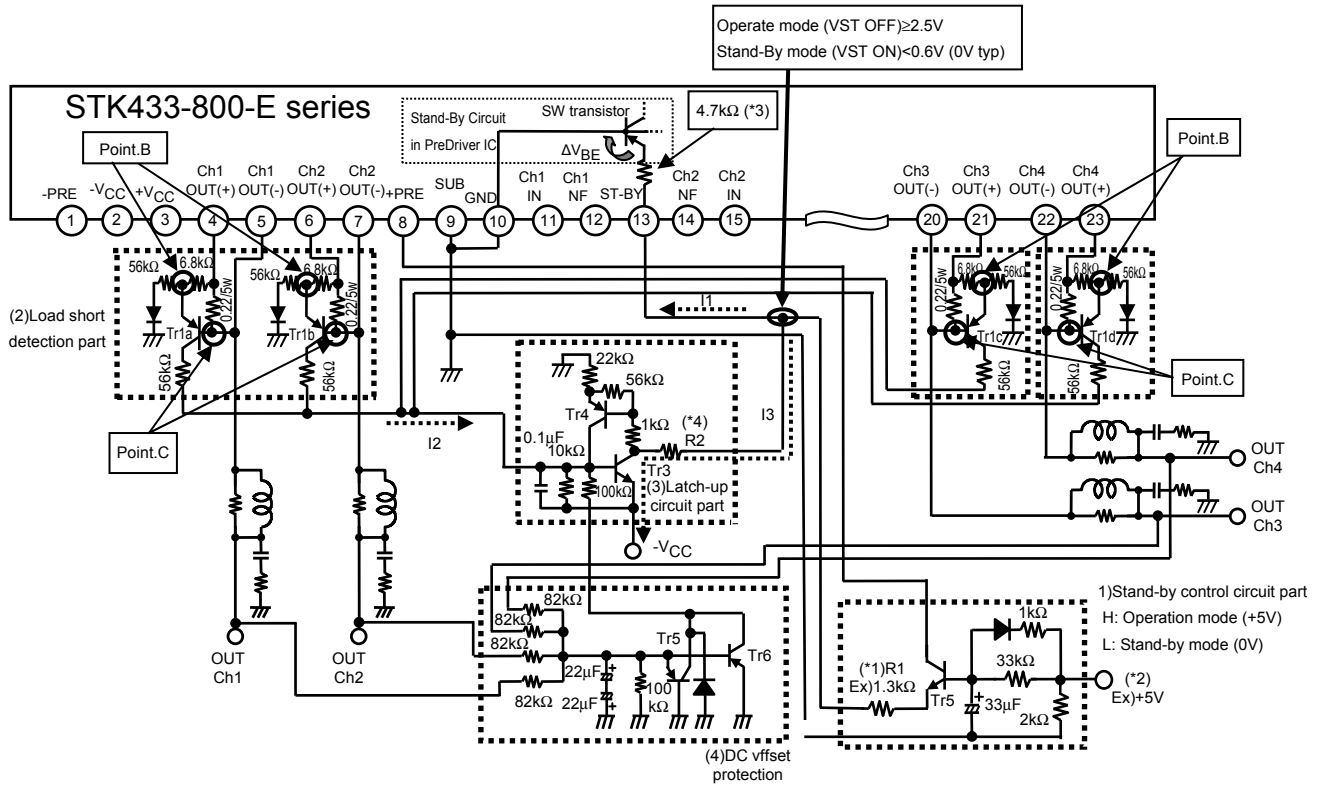 Operate mode (VST OFF)≥2.5V
Stand-By mode (VST ON)<0.6V (0V typ)
STK433-800-E series
Stand-By Circuit
in PreDriver IC
SW transistor
ΔVBE
4.7kΩ (*3)
Point.B
Point.B
-PRE
-VCC
+VCC
Ch1
OUT(+)
Ch1
OUT(-)
Ch2
OUT(+)
Ch2
OUT(-)
+PRE
SUB
GND
Ch1
IN
Ch1
NF
ST-BY
Ch2
NF
Ch2
IN
Ch3
OUT(-)
Ch3
OUT(+)
Ch4
OUT(-)
Ch4
OUT(+)
1 2 3 4 5 6 7 8 9 10 11 12 13 14 15 20 21 22 23
(2)Load short
detection part
56kΩ
6.8kΩ
0.22/5w
Tr1a
56kΩ
56kΩ
6.8kΩ
0.22/5w
Tr1b
56kΩ
6.8kΩ
56kΩ
0.22/5w
Tr1c
56kΩ
6.8kΩ
56kΩ
0.22/5w
Tr1d
56kΩ
Point.C
Point.C
I1
I2
I3
22kΩ
56kΩ
Tr4
1kΩ
(*4)
R2
0.1μF
10kΩ
100kΩ
Tr3
(3)Latch-up
circuit part
-VCC
OUT
Ch4
OUT
Ch3
OUT
Ch1
OUT
Ch2
82kΩ
82kΩ
82kΩ
82kΩ
22μF
22μF
100
kΩ
Tr5
Tr6
(4)DC vffset
protection
1)Stand-by control circuit part
H: Operation mode (+5V)
L: Stand-by mode (0V)
1kΩ
33kΩ
(*1)R1
Ex)1.3kΩ
Tr5
33μF
2kΩ
(*2)
Ex)+5V